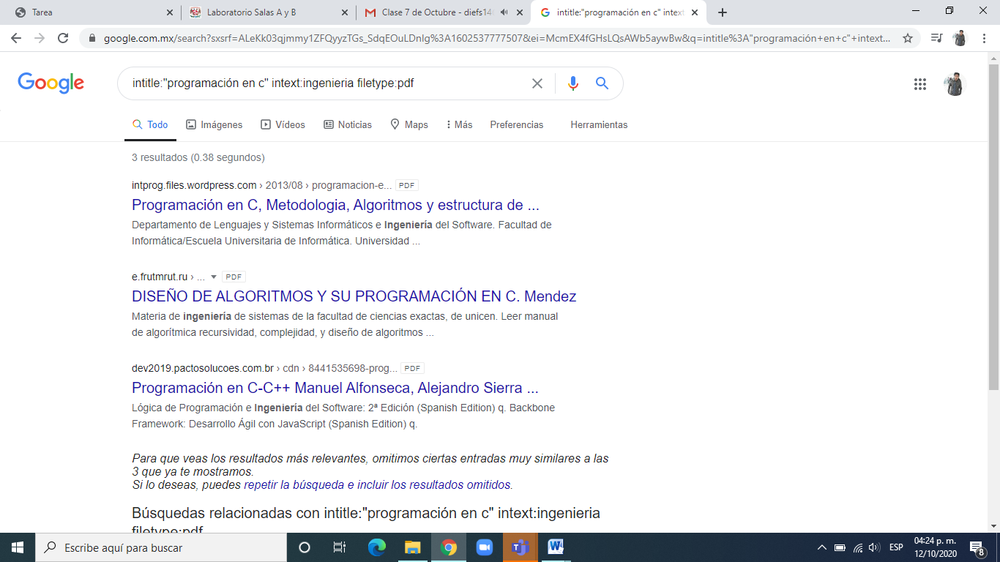 Tarea
Laboratorio Salas A y B
Clase 7 de Octubre - diefs14
intitle:"programación en c" intext
google.com.mx/search?sxsrf=ALeKk03qjmmy1ZFQyyzTGs_SdqEOuLDnIg%3A1602537777507&ei=McmEX4fGHsLQsAWb5aywBw&q=intitle%3A"programación+en+c"+intext...
Google
intitle:"programación en c" intext:ingenieria filetype:pdf
Todo Imágenes Vídeos Noticias Maps Más Preferencias Herramientas
3 resultados (0.38 segundos)
intprog.files.wordpress.com › 2013/08 › programacion-e... PDF
Programación en C, Metodologia, Algoritmos y estructura de ...
Departamento de Lenguajes y Sistemas Informáticos e Ingeniería del Software. Facultad de
Informática/Escuela Universitaria de Informática. Universidad ...
e.frutmrut.ru › ... PDF
DISEÑO DE ALGORITMOS Y SU PROGRAMACIÓN EN C. Mendez
Materia de ingeniería de sistemas de la facultad de ciencias exactas, de unicen. Leer manual
de algorítmica recursividad, complejidad, y diseño de algoritmos ...
dev2019.pactosolucoes.com.br › cdn › 8441535698-prog... PDF
Programación en C-C++ Manuel Alfonseca, Alejandro Sierra ...
Lógica de Programación e Ingeniería del Software: 2ª Edición (Spanish Edition) q. Backbone
Framework: Desarrollo Ágil con JavaScript (Spanish Edition) q.
Para que veas los resultados más relevantes, omitimos ciertas entradas muy similares a las
3 que ya te mostramos.
Si lo deseas, puedes repetir la búsqueda e incluir los resultados omitidos.
Búsquedas relacionadas con intitle:"programación en c" intext:ingenieria
filetype:pdf
Escribe aquí para buscar
ESP
04:24 p. m.
12/10/2020
8